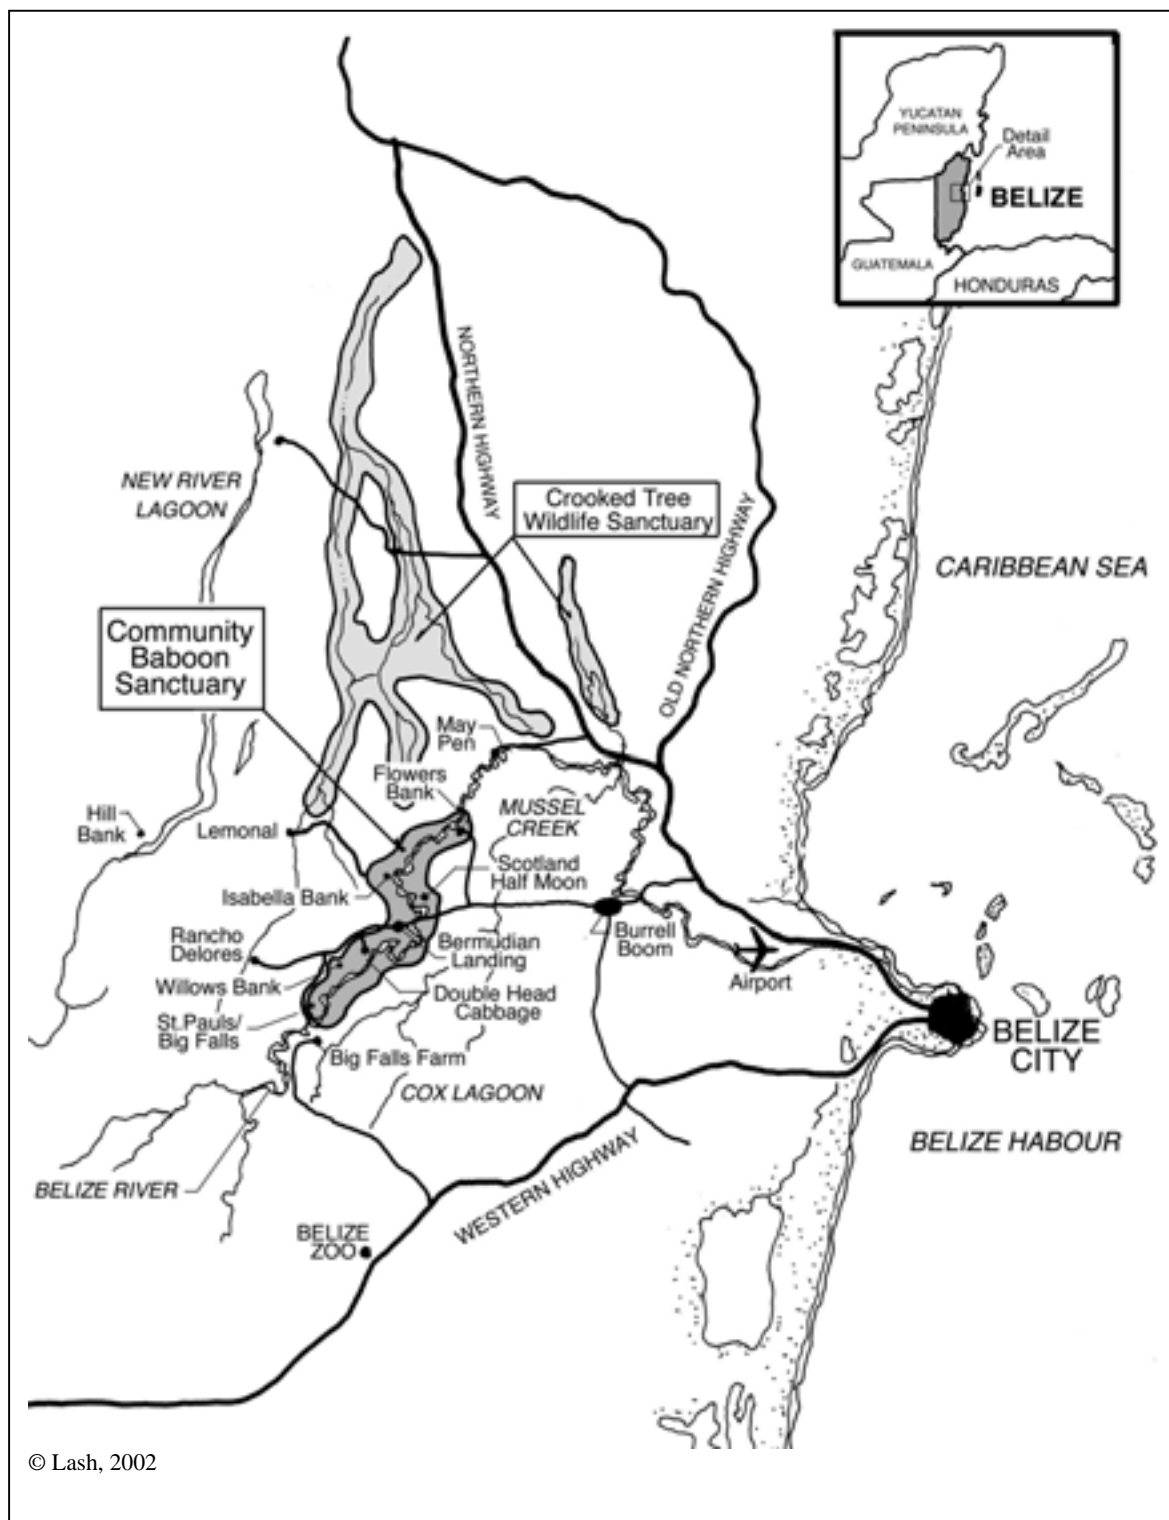 YUCATAN
PENINSULA
Detail
Area
BELIZE
GUATEMALA
HONDURAS
NORTHERN HIGHWAY
NEW RIVER
LAGOON
Crooked Tree
Wildlife Sanctuary
OLD NORTHERN HIGHWAY
CARIBBEAN SEA
Community
Baboon
Sanctuary
May
Pen
Flowers
Bank
MUSSEL
CREEK
Hill
Bank
Lemonal
Scotland
Half Moon
Isabella Bank
Rancho
Delores
Bermudian
Landing
Burrell
Boom
Airport
Willows Bank
Double Head
Cabbage
St.Pauls/
Big Falls
BELIZE
CITY
Big Falls Farm
COX LAGOON
BELIZE HABOUR
BELIZE RIVER
WESTERN HIGHWAY
BELIZE
ZOO
© Lash, 2002